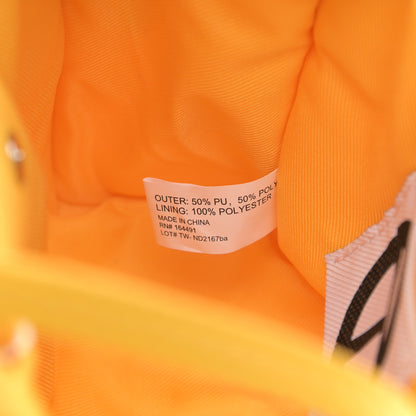 OUTER: 50% PU, 50% POLY
LINING: 100% POLYESTER
MADE IN CHINA
RN# 164491
LOT# TW- ND2167ba